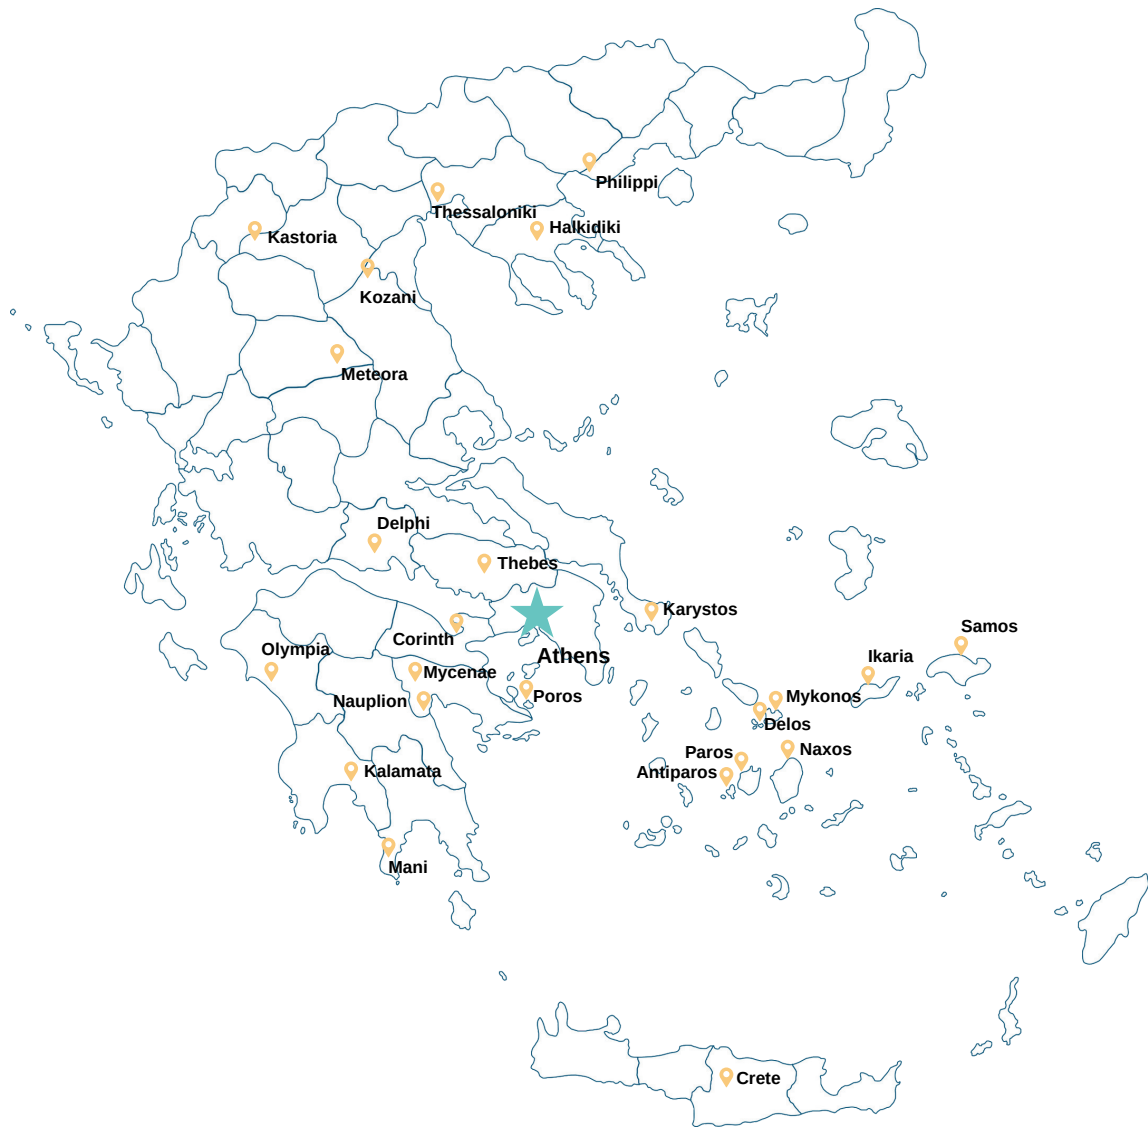 Philippi
Thessaloniki
Halkidiki
Kastoria
Kozani
Meteora
Delphi
Thebes
Karystos
Corinth
Samos
Athens
Olympia
Ikaria
Mycenae
Poros
Mykonos
Nauplion
Delos
Naxos
Paros
Antiparos
Kalamata
Mani
Crete